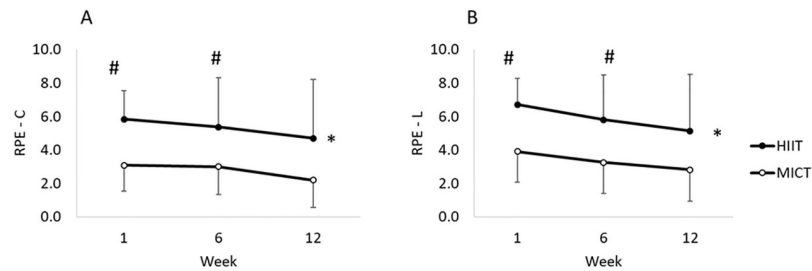 A
RPE - C
10.0
8.0
6.0
4.0
2.0
0.0
# #
*
1 6 12
Week
B
RPE - L
10.0
8.0
6.0
4.0
2.0
0.0
# #
*
1 6 12
Week
HIIT
MICT